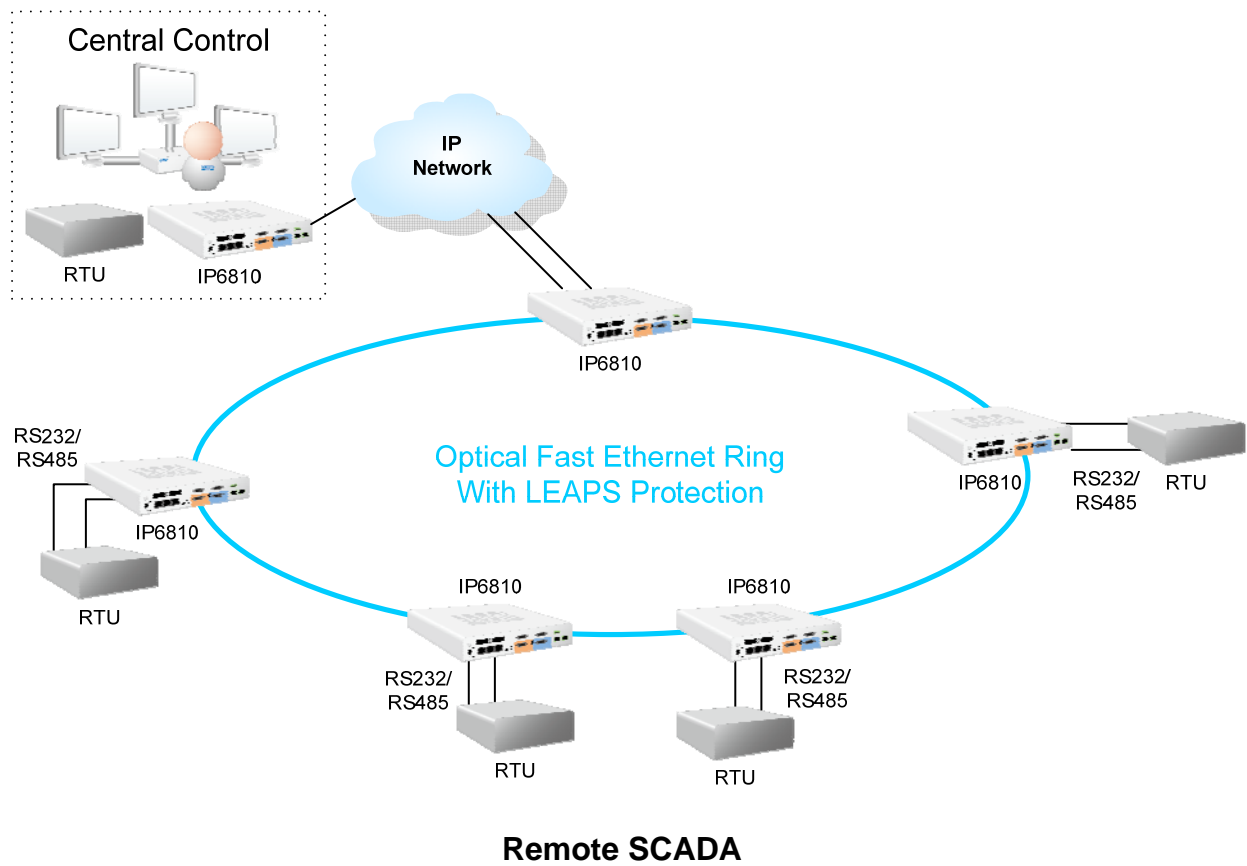 Central Control
RTU
IP6810
IP
Network
IP6810
RS232/
RS485
IP6810
RTU
Optical Fast Ethernet Ring
With LEAPS Protection
IP6810
RS232/
RS485
RTU
IP6810
RS232/
RS485
RTU
IP6810
RS232/
RS485
RTU
Remote SCADA